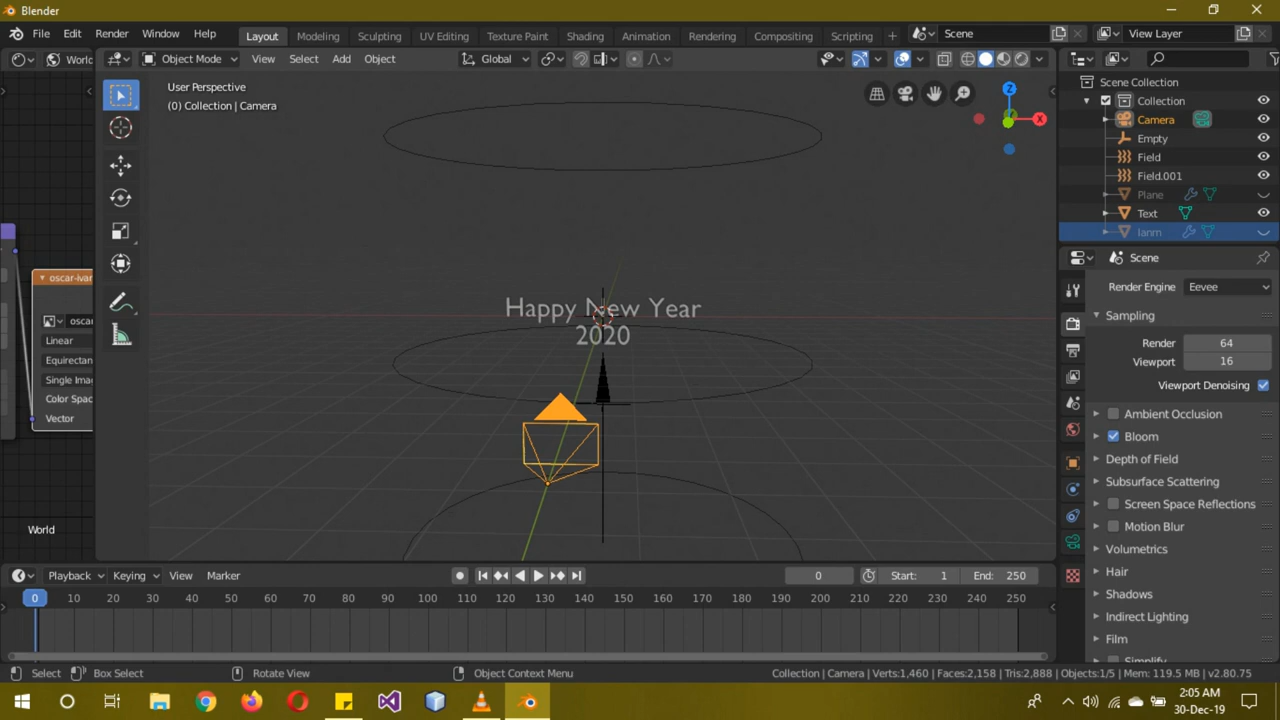 Blender
File Edit Render Window Help
Layout Modeling Sculpting UV Editing Texture Paint Shading Animation Rendering Compositing Scripting +
Scene
View Layer
World
Object Mode View Select Add Object
Global
User Perspective
(0) Collection | Camera
Z
X
Happy New Year
2020
oscar-ivan
oscar
Linear
Equirectan
Single Imag
Color Spac
Vector
World
Scene Collection
Collection
Camera
Empty
Field
Field.001
Plane
Text
lanm
Scene
Render Engine Eevee
Sampling
Render 64
Viewport 16
Viewport Denoising
Ambient Occlusion
Bloom
Depth of Field
Subsurface Scattering
Screen Space Reflections
Motion Blur
Volumetrics
Hair
Shadows
Indirect Lighting
Film
Simplify
Playback Keying View Marker
0
Start: 1 End: 250
0 10 20 30 40 50 60 70 80 90 100 110 120 130 140 150 160 170 180 190 200 210 220 230 240 250
Select Box Select Rotate View Object Context Menu
Collection | Camera | Verts:1,460 | Faces:2,158 | Tris:2,888 | Objects:1/5 | Mem: 119.5 MB | v2.80.75
2:05 AM
30-Dec-19